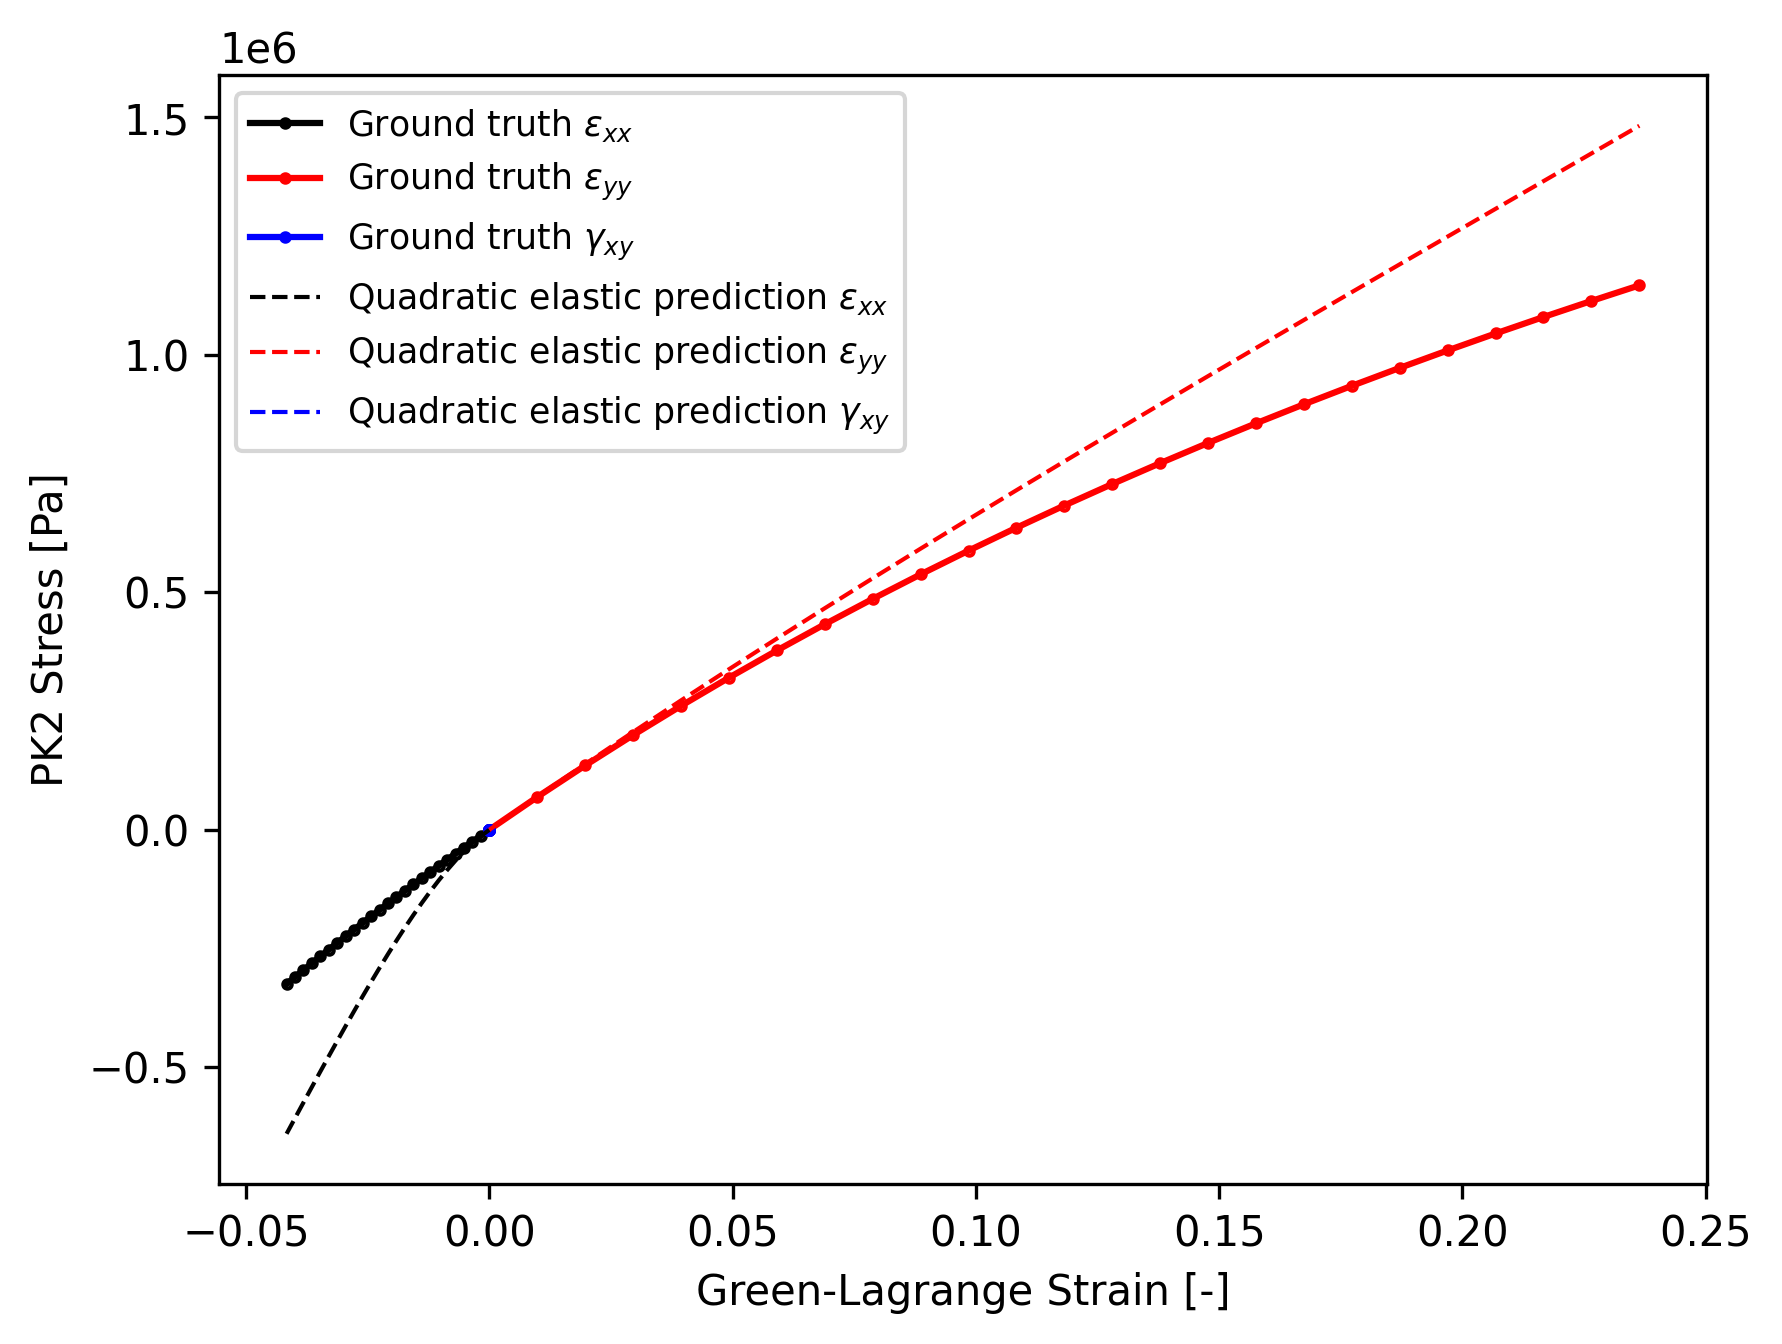 1e6
1.5
1.0
0.5
0.0
−0.5
PK2 Stress [Pa]
Ground truth εxx
Ground truth εyy
Ground truth γxy
Quadratic elastic prediction εxx
Quadratic elastic prediction εyy
Quadratic elastic prediction γxy
−0.05 0.00 0.05 0.10 0.15 0.20 0.25
Green-Lagrange Strain [-]